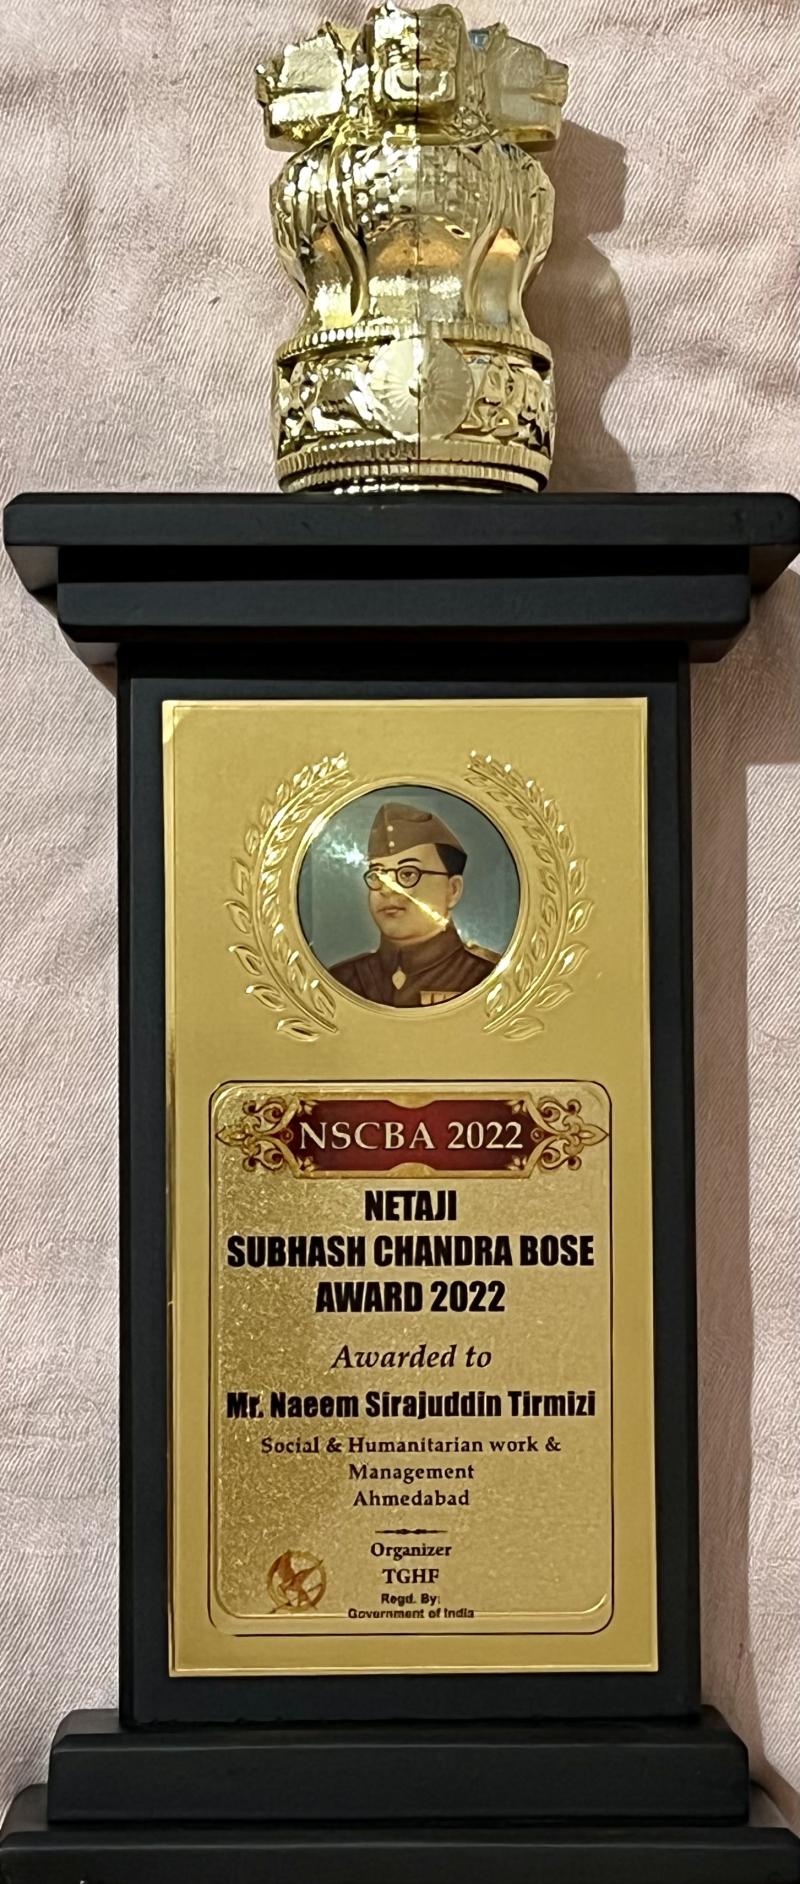 NSCBA 2022
NETAJI
SUBHASH CHANDRA BOSE
AWARD 2022
Awarded to
Mr. Naeem Sirajuddin Tirmizi
Social & Humanitarian work &
Management
Ahmedabad
Organizer
TGHF
Regd. By:
Government of India